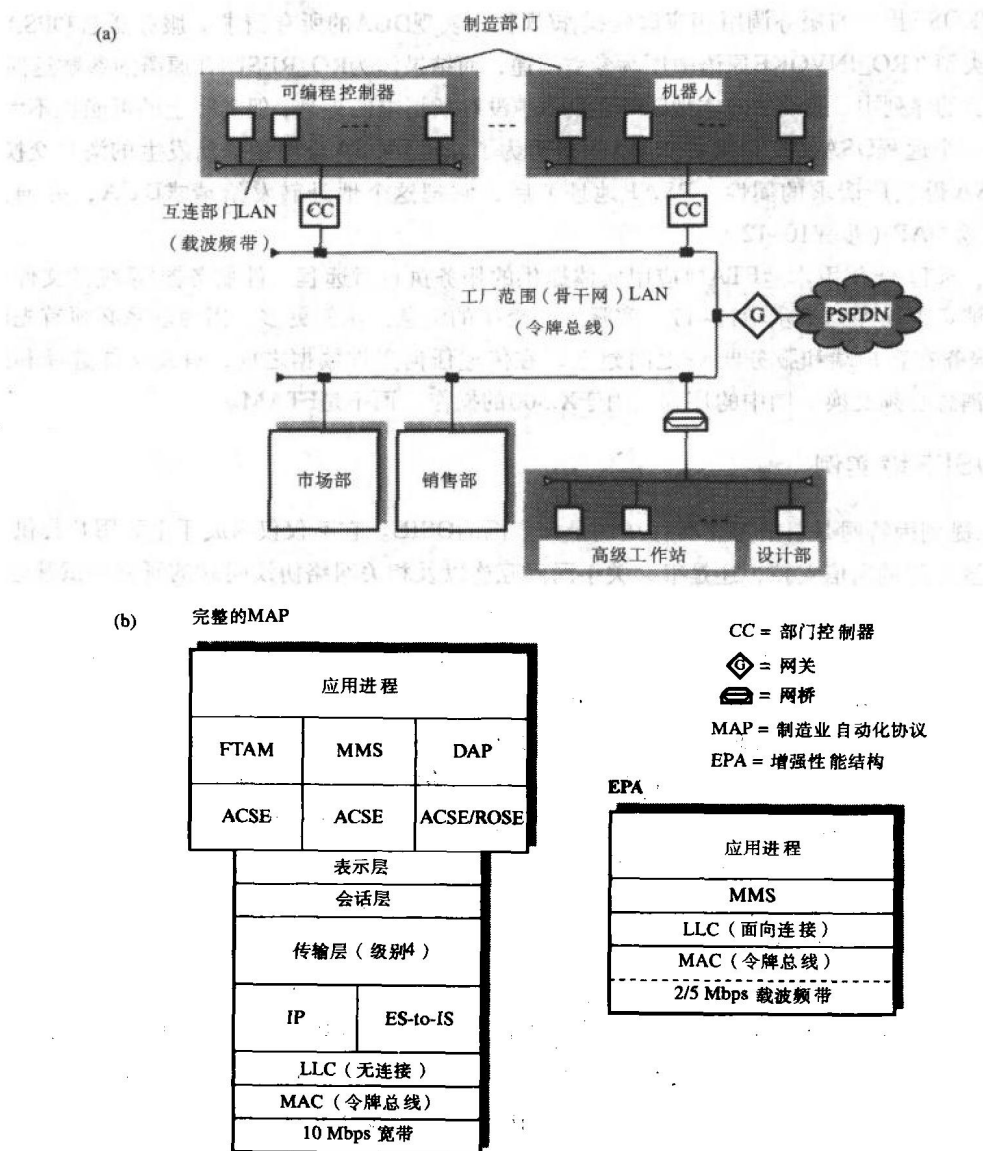 (a)
制造部门
可编程控制器
机器人
CC
CC
互连部门LAN
(载波频带)
工厂范围(骨干网)LAN
(令牌总线)
G
PSPDN
市场部
销售部
高级工作站
设计部
(b)
完整的MAP
应用进程
FTAM
MMS
DAP
ACSE
ACSE
ACSE/ROSE
表示层
会话层
传输层(级别4)
IP
ES-to-IS
LLC(无连接)
MAC(令牌总线)
10 Mbps 宽带
CC = 部门控制器
G = 网关
= 网桥
MAP = 制造业自动化协议
EPA = 增强性能结构
EPA
应用进程
MMS
LLC(面向连接)
MAC(令牌总线)
2/5 Mbps 载波频带